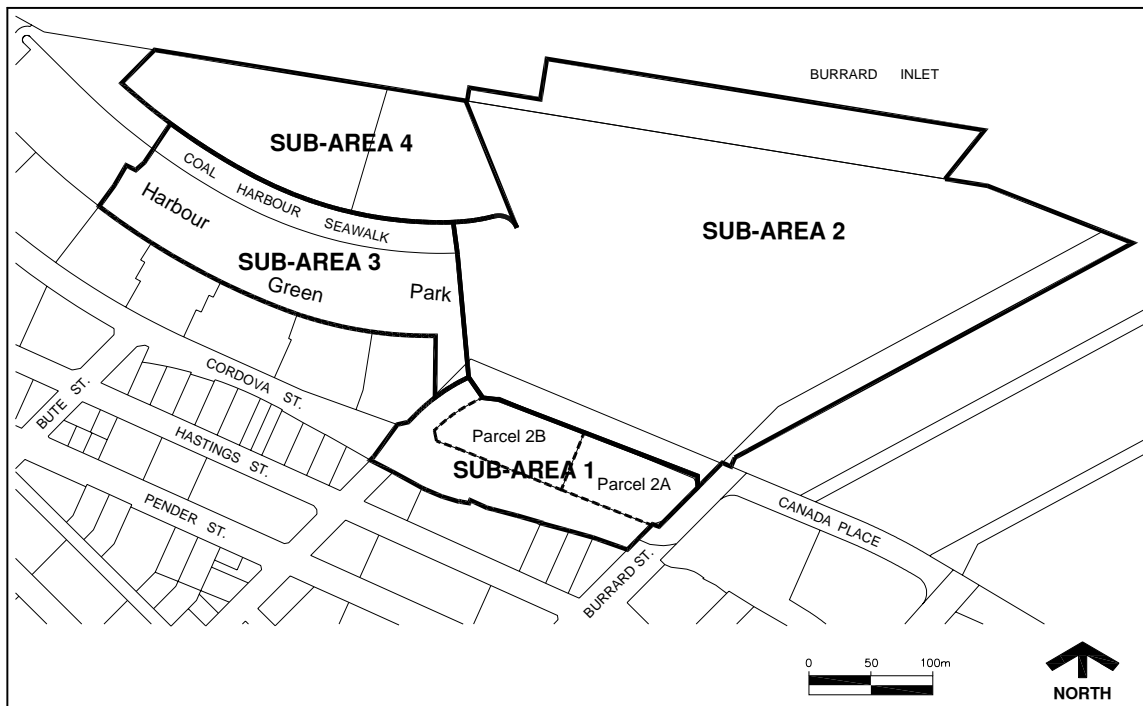 BURRARD INLET
SUB-AREA 4
COAL HARBOUR SEAWALK
Harbour
Green
Park
SUB-AREA 3
SUB-AREA 2
CORDOVA ST.
BUTE ST.
HASTINGS ST.
PENDER ST.
Parcel 2B
SUB-AREA 1
Parcel 2A
CANADA PLACE
BURRARD ST.
0 50 100m
NORTH